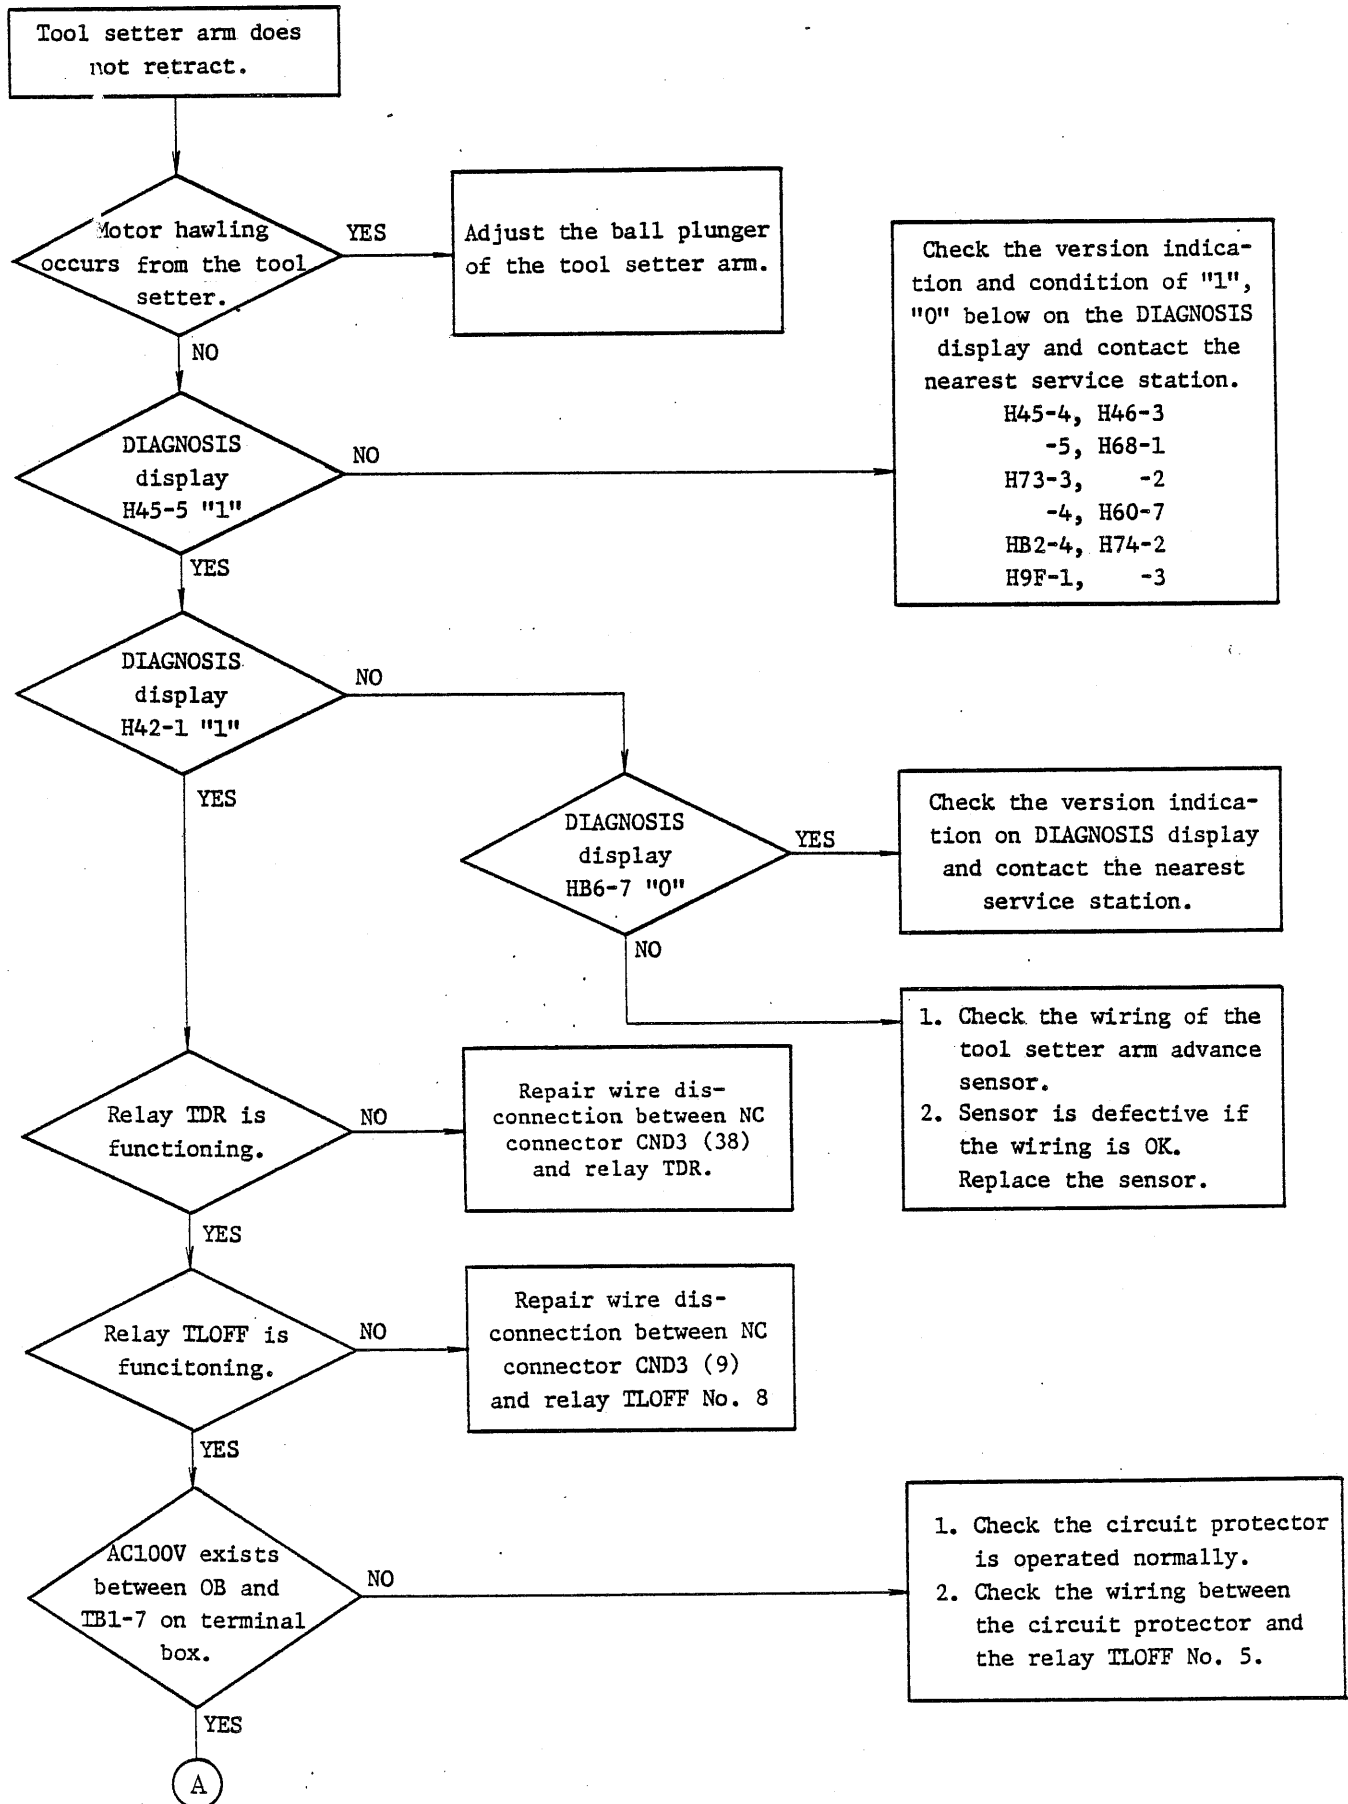 Tool setter arm does
not retract.
Motor hawling
occurs from the tool
setter.
YES
Adjust the ball plunger
of the tool setter arm.
NO
DIAGNOSIS
display
H45-5 "1"
NO
Check the version indica-
tion and condition of "1",
"0" below on the DIAGNOSIS
display and contact the
nearest service station.
H45-4, H46-3
-5, H68-1
H73-3, -2
-4, H60-7
HB2-4, H74-2
H9F-1, -3
YES
DIAGNOSIS
display
H42-1 "1"
NO
DIAGNOSIS
display
HB6-7 "0"
YES
Check the version indica-
tion on DIAGNOSIS display
and contact the nearest
service station.
NO
1. Check the wiring of the
tool setter arm advance
sensor.
2. Sensor is defective if
the wiring is OK.
Replace the sensor.
YES
Relay TDR is
functioning.
NO
Repair wire dis-
connection between NC
connector CND3 (38)
and relay TDR.
YES
Relay TLOFF is
funcitoning.
NO
Repair wire dis-
connection between NC
connector CND3 (9)
and relay TLOFF No. 8
YES
AC100V exists
between OB and
TB1-7 on terminal
box.
NO
1. Check the circuit protector
is operated normally.
2. Check the wiring between
the circuit protector and
the relay TLOFF No. 5.
YES
A